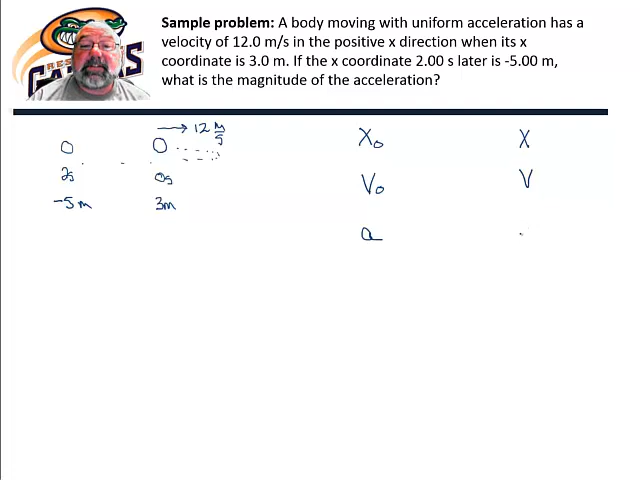 Sample problem: A body moving with uniform acceleration has a
velocity of 12.0 m/s in the positive x direction when its x
coordinate is 3.0 m. If the x coordinate 2.00 s later is -5.00 m,
what is the magnitude of the acceleration?
→ 12 m/s
2s 0s
-5m 3m
X₀ X
V₀ V
a